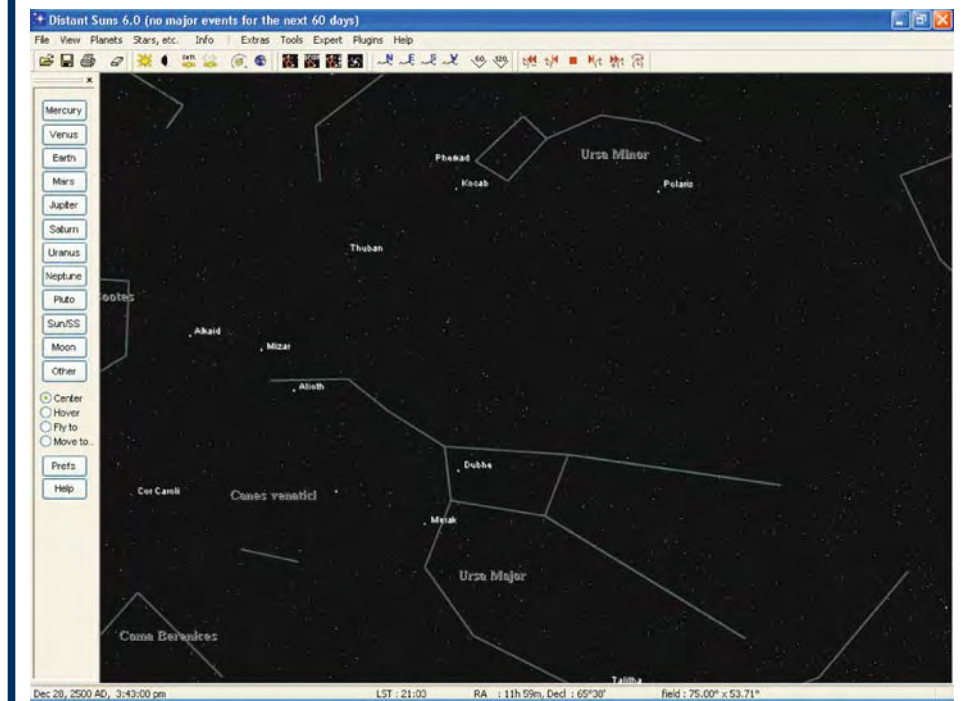 Distant Suns 6.0 (no major events for the next 60 days)
File View Planets Stars, etc. Info Extras Tools Expert Plugins Help
Mercury
Venus
Earth
Mars
Jupiter
Saturn
Uranus
Neptune
Pluto
Sun/SS
Moon
Other
Center
Hover
Fly to
Move to..
Prefs
Help
Pherkad
Ursa Minor
Kocab
Polaris
Thuban
Bootes
Alkaid
Mizar
Alioth
Dubhe
Cor Caroli
Canes venatici
Merak
Ursa Major
Coma Berenices
Talitha
Dec 28, 2500 AD, 3:43:00 pm LST : 21:03 RA : 11h 59m, Decl : 65°38' field : 75.00° x 53.71°